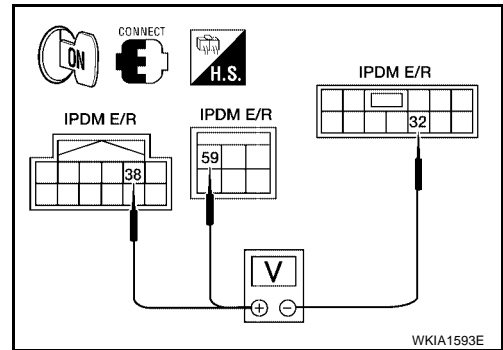 CONNECT
ON
H.S.
IPDM E/R
IPDM E/R
IPDM E/R
32
59
38
V
+ −
WKIA1593E